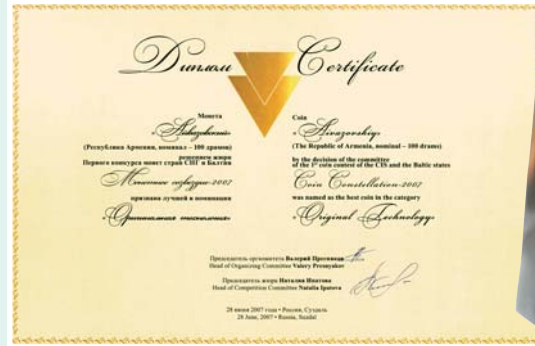 Диплом
Certificate
Монета
«Айвазовский»
(Республика Армения, номинал – 100 драмов)
решением жюри
Первого конкурса монет стран СНГ и Балтии
Монетное созвездие-2007
признана лучшей в номинации
«Оригинальная технология»
Coin
«Aivazovskiy»
(The Republic of Armenia, nominal – 100 drams)
by the decision of the committee
of the 1st coin contest of the CIS and the Baltic states
Coin Constellation-2007
was named as the best coin in the category
«Original Technology»
Председатель оргкомитета Валерий Пресняков
Head of Organizing Committee Valery Presnyakov
Председатель жюри Наталия Ипатова
Head of Competition Committee Natalia Ipatova
28 июня 2007 года • Россия, Суздаль
28 June, 2007 • Russia, Suzdal